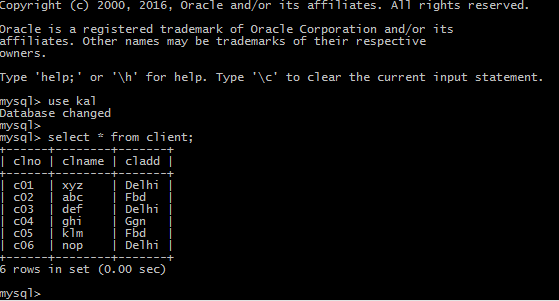 Copyright (c) 2000, 2016, Oracle and/or its affiliates. All rights reserved.
Oracle is a registered trademark of Oracle Corporation and/or its
affiliates. Other names may be trademarks of their respective
owners.
Type 'help;' or '\h' for help. Type '\c' to clear the current input statement.
mysql> use kal
Database changed
mysql>
mysql> select * from client;
+------+--------+-------+
| clno | clname | cladd |
+------+--------+-------+
| c01  | xyz    | Delhi |
| c02  | abc    | Fbd   |
| c03  | def    | Delhi |
| c04  | ghi    | Ggn   |
| c05  | klm    | Fbd   |
| c06  | nop    | Delhi |
+------+--------+-------+
6 rows in set (0.00 sec)
mysql>